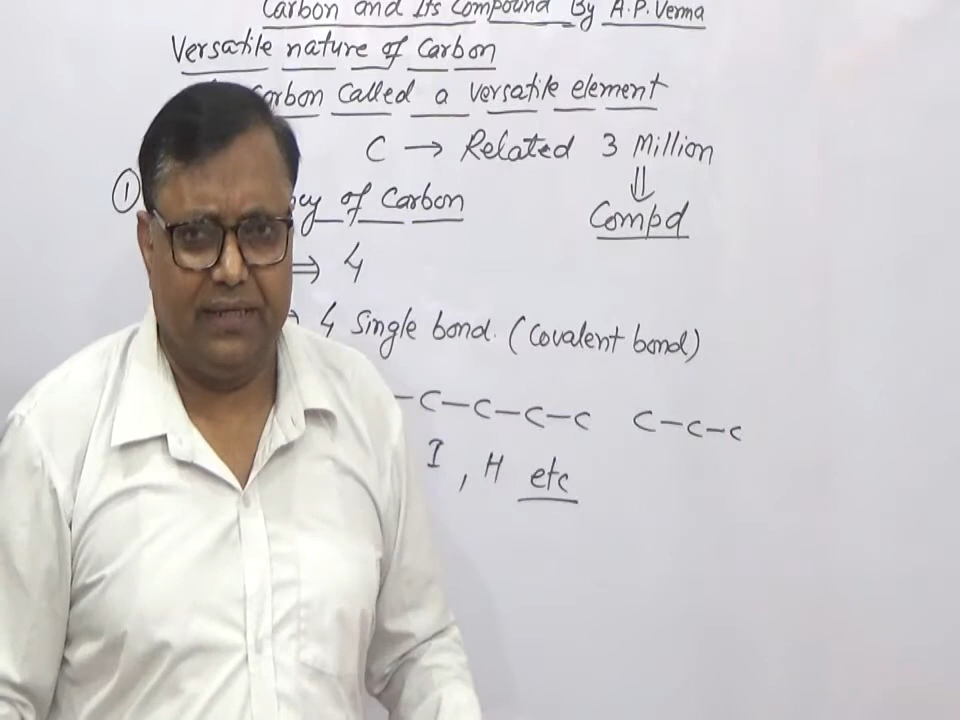 Carbon and Its Compound By A.P.Verma
Versatile nature of Carbon
Carbon Called a versatile element
C → Related 3 Million
⇓
Compd
① of Carbon
⇒ 4
4 Single bond. (Covalent bond)
–C–C–C–C C–C–C
I, H etc